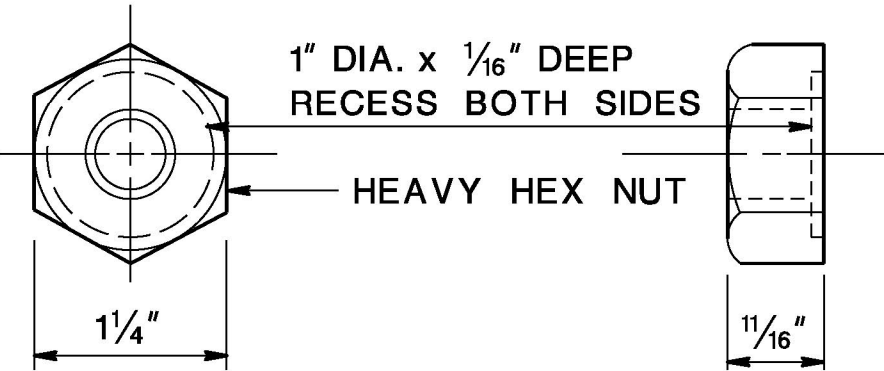 1" DIA. x 1/16" DEEP
RECESS BOTH SIDES
HEAVY HEX NUT
1 1/4"
11/16"